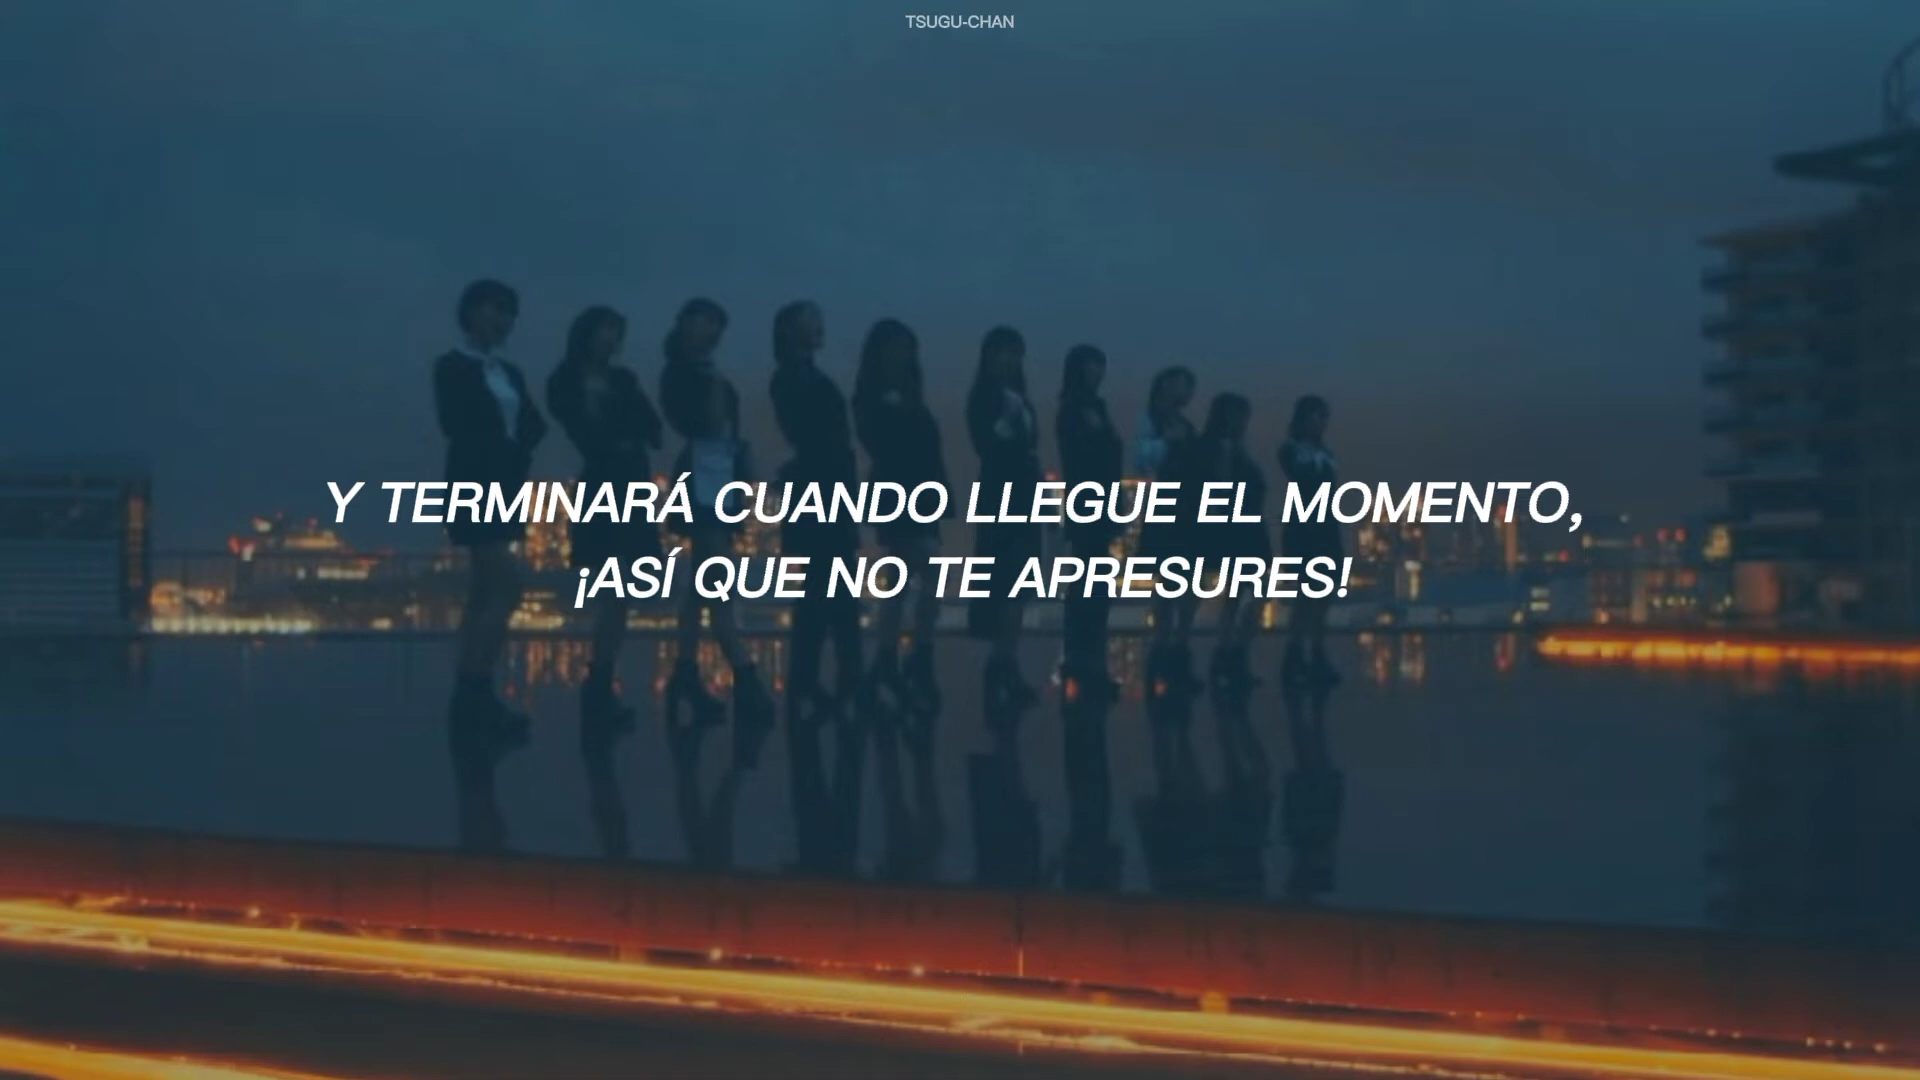 TSUGU-CHAN
Y TERMINARÁ CUANDO LLEGUE EL MOMENTO,
¡ASÍ QUE NO TE APRESURES!